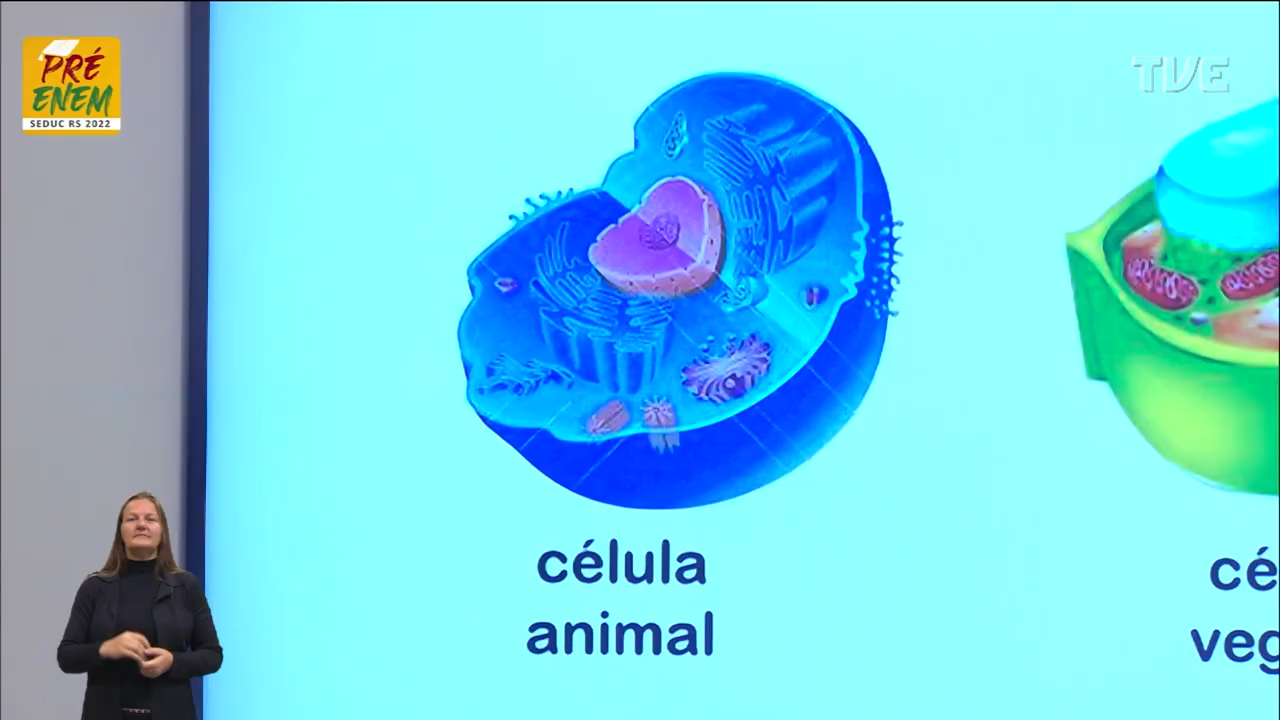 PRÉ
ENEM
SEDUC RS 2022
TVE
célula
animal
cé
veg